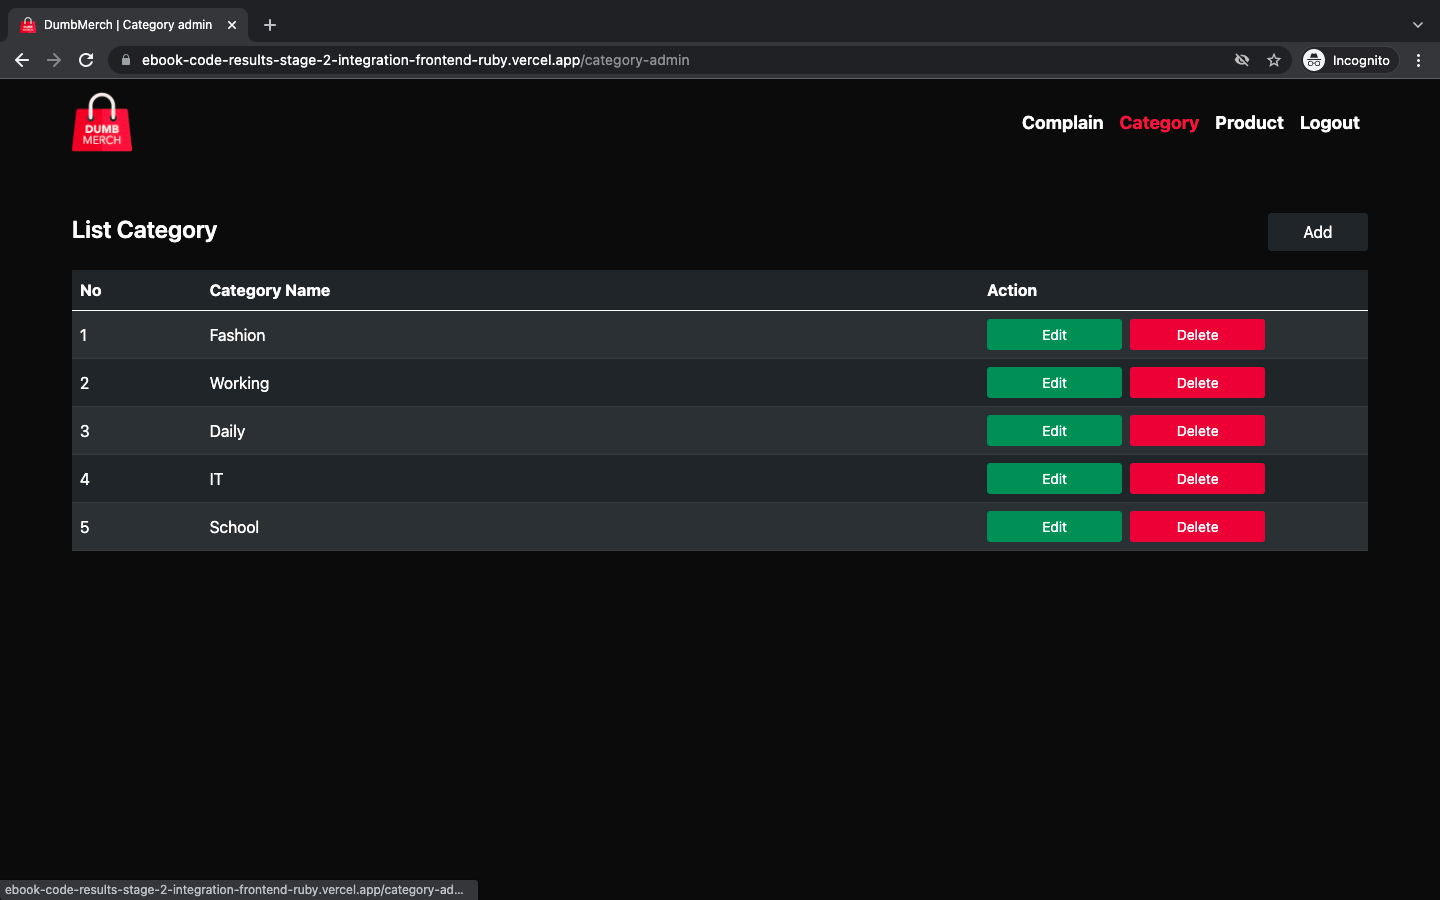 DumbMerch | Category admin
ebook-code-results-stage-2-integration-frontend-ruby.vercel.app/category-admin
Incognito
DUMB
MERCH
Complain Category Product Logout
List Category
Add
No Category Name Action
1 Fashion Edit Delete
2 Working Edit Delete
3 Daily Edit Delete
4 IT Edit Delete
5 School Edit Delete
ebook-code-results-stage-2-integration-frontend-ruby.vercel.app/category-ad...